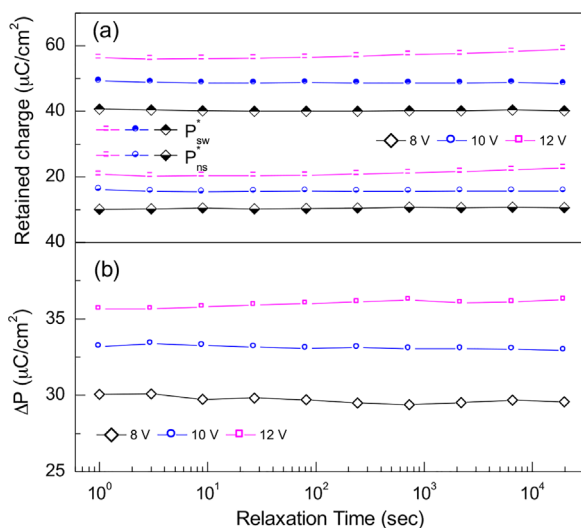 (a)
Retained charge (μC/cm²)
60
40
20
P*sw
P*ns
8 V 10 V 12 V
(b)
ΔP (μC/cm²)
40
35
30
25
8 V 10 V 12 V
10⁰ 10¹ 10² 10³ 10⁴
Relaxation Time (sec)